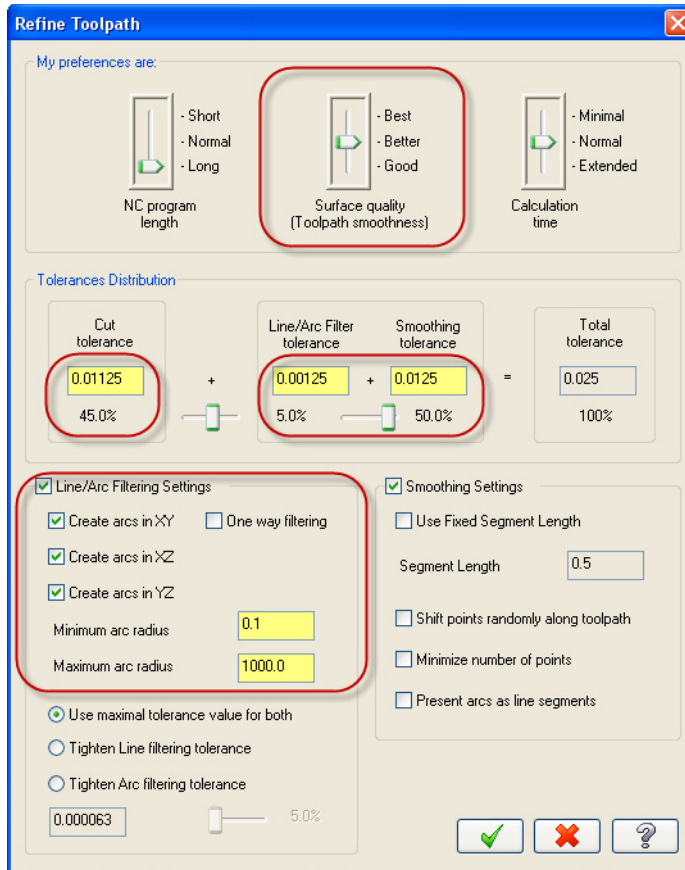 Refine Toolpath
My preferences are:
- Short
- Normal
- Long
NC program
length
- Best
- Better
- Good
Surface quality
(Toolpath smoothness)
- Minimal
- Normal
- Extended
Calculation
time
Tolerances Distribution
Cut
tolerance
Line/Arc Filter
tolerance
Smoothing
tolerance
Total
tolerance
0.01125 + 0.00125 + 0.0125 = 0.025
45.0% 5.0% 50.0% 100%
Line/Arc Filtering Settings
Create arcs in XY One way filtering
Create arcs in XZ
Create arcs in YZ
Minimum arc radius 0.1
Maximum arc radius 1000.0
Use maximal tolerance value for both
Tighten Line filtering tolerance
Tighten Arc filtering tolerance
0.000063 5.0%
Smoothing Settings
Use Fixed Segment Length
Segment Length 0.5
Shift points randomly along toolpath
Minimize number of points
Present arcs as line segments